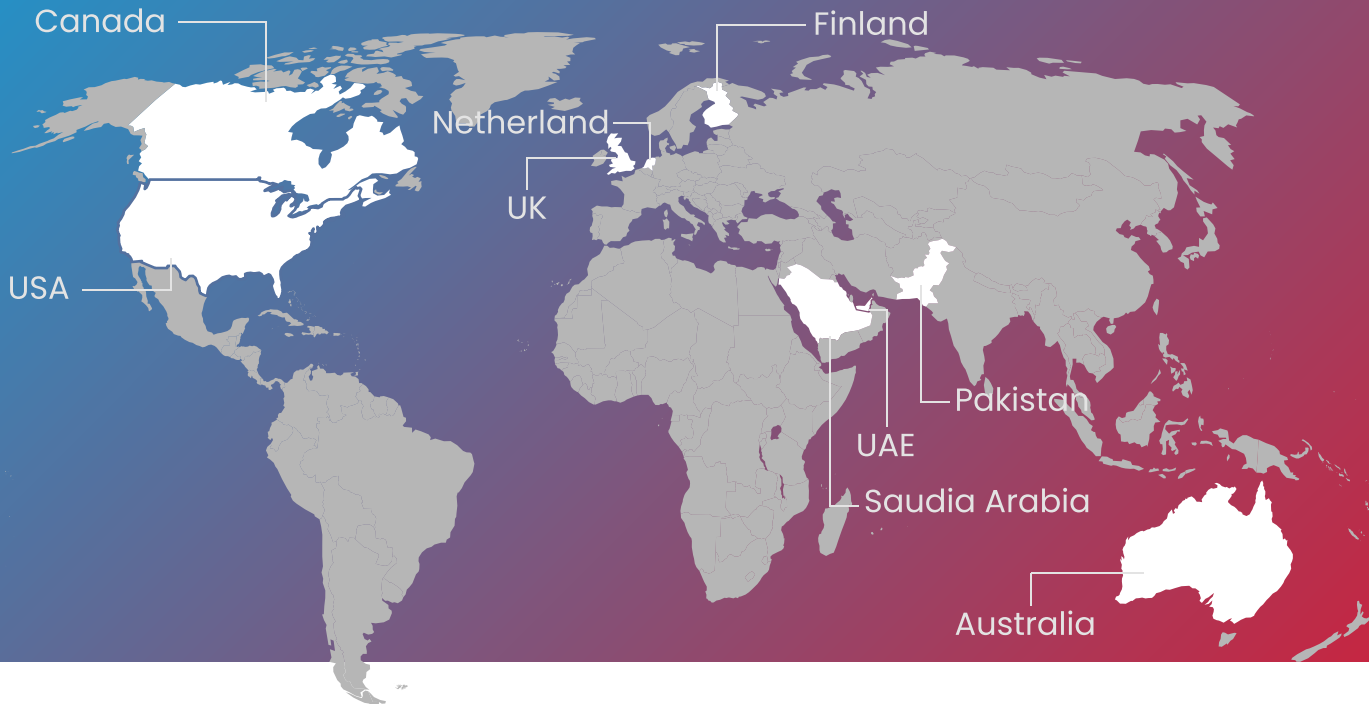 Canada
Finland
Netherland
UK
USA
Pakistan
UAE
Saudia Arabia
Australia